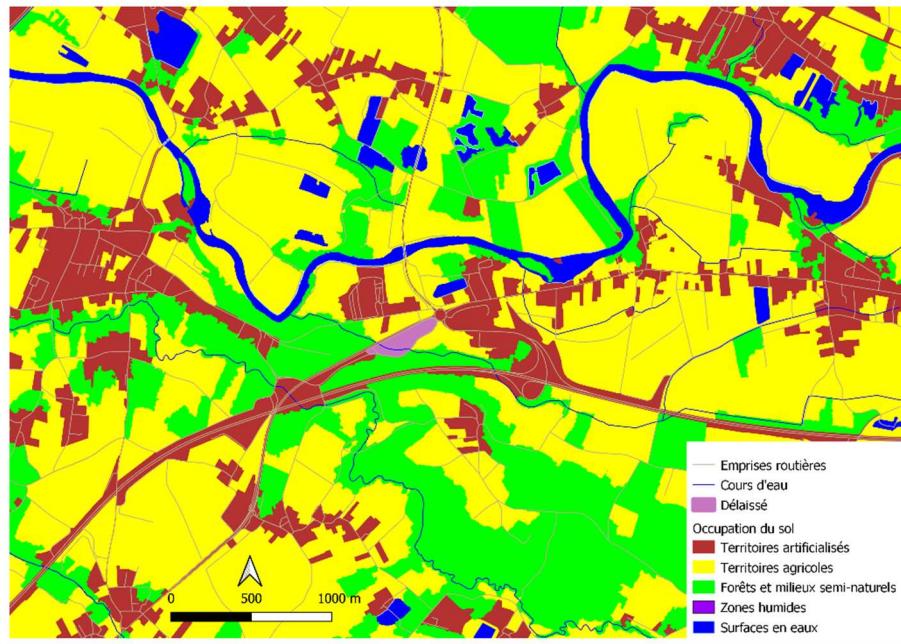 Emprises routières
Cours d'eau
Délaissé
Occupation du sol
Territoires artificialisés
Territoires agricoles
Forêts et milieux semi-naturels
Zones humides
Surfaces en eaux
0 500 1000 m